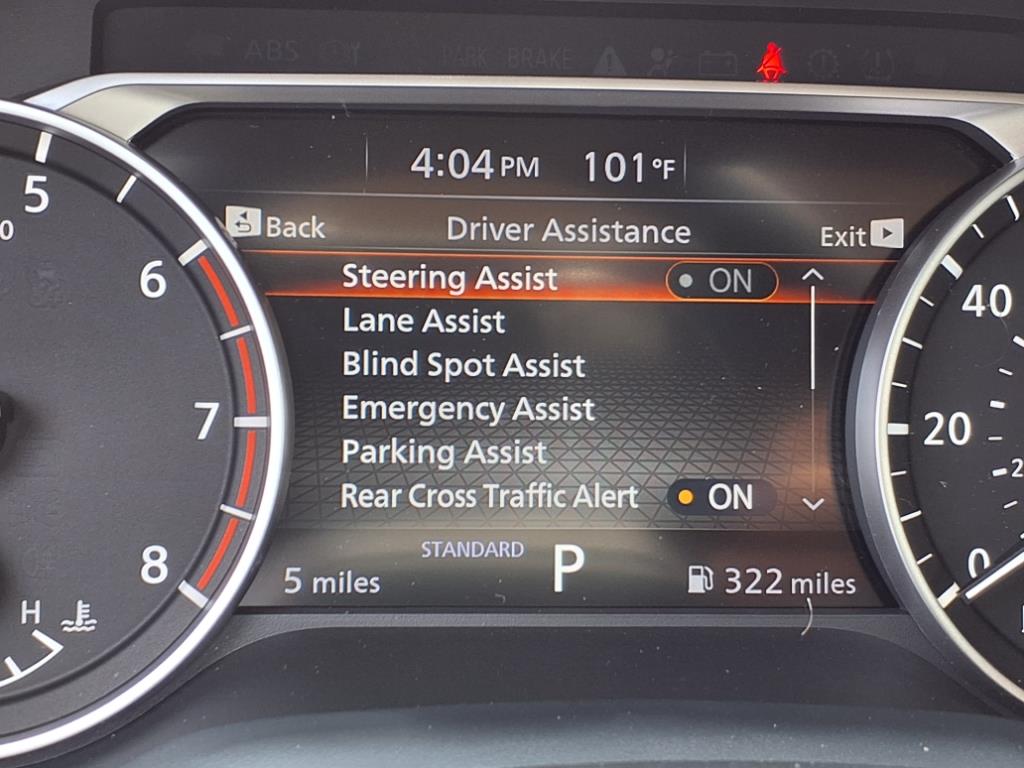 ABS
PARK BRAKE
4:04 PM 101°F
Back Driver Assistance Exit
Steering Assist ON
Lane Assist
Blind Spot Assist
Emergency Assist
Parking Assist
Rear Cross Traffic Alert ON
STANDARD P
5 miles 322 miles
5
6
7
8
H
40
20
0